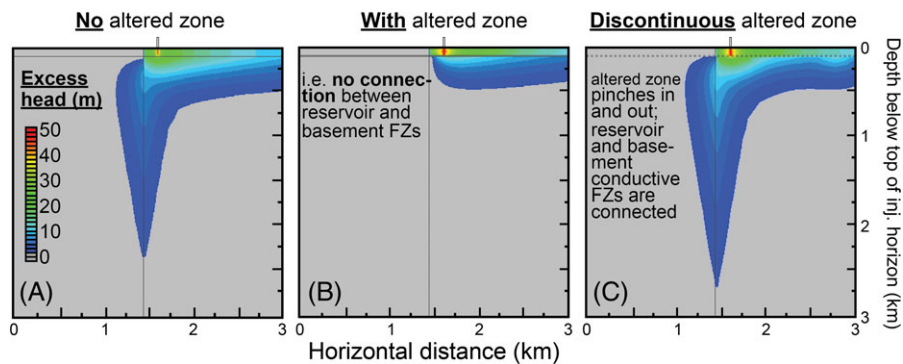 No altered zone
With altered zone
Discontinuous altered zone
Excess
head (m)
50
40
30
20
10
0
(A)
i.e. no connec-
tion between
reservoir and
basement FZs
(B)
altered zone
pinches in
and out;
reservoir
and base-
ment
conductive
FZs are
connected
(C)
0
1
2
3
Depth below top of inj. horizon (km)
0 1 2 3
0 1 2 3
0 1 2 3
Horizontal distance (km)